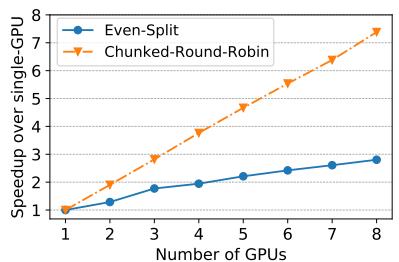 Even-Split
Chunked-Round-Robin
Speedup over single-GPU
8
7
6
5
4
3
2
1
1 2 3 4 5 6 7 8
Number of GPUs